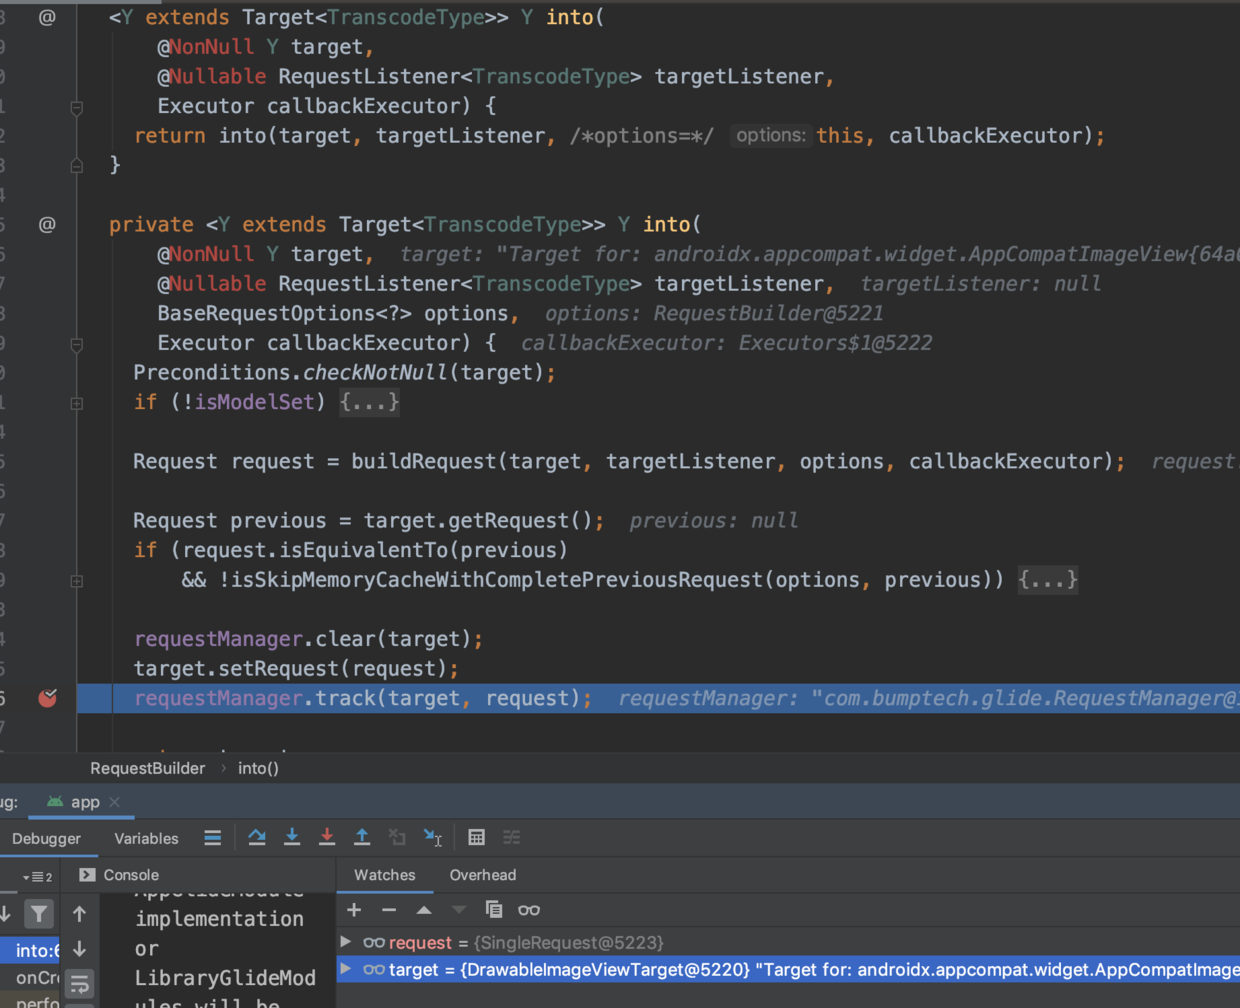 @ <Y extends Target<TranscodeType>> Y into(
@NonNull Y target,
@Nullable RequestListener<TranscodeType> targetListener,
Executor callbackExecutor) {
return into(target, targetListener, /*options=*/ options: this, callbackExecutor);
}
@ private <Y extends Target<TranscodeType>> Y into(
@NonNull Y target, target: "Target for: androidx.appcompat.widget.AppCompatImageView{64a
@Nullable RequestListener<TranscodeType> targetListener, targetListener: null
BaseRequestOptions<?> options, options: RequestBuilder@5221
Executor callbackExecutor) { callbackExecutor: Executors$1@5222
Preconditions.checkNotNull(target);
if (!isModelSet) {...}
Request request = buildRequest(target, targetListener, options, callbackExecutor); request
Request previous = target.getRequest(); previous: null
if (request.isEquivalentTo(previous)
&& !isSkipMemoryCacheWithCompletePreviousRequest(options, previous)) {...}
requestManager.clear(target);
target.setRequest(request);
requestManager.track(target, request); requestManager: "com.bumptech.glide.RequestManager@
RequestBuilder › into()
ug: app
Debugger Variables
2 Console Watches Overhead
implementation
or
LibraryGlideMod
ules will be
into:6
onCr
perfo
request = {SingleRequest@5223}
target = {DrawableImageViewTarget@5220} "Target for: androidx.appcompat.widget.AppCompatImage